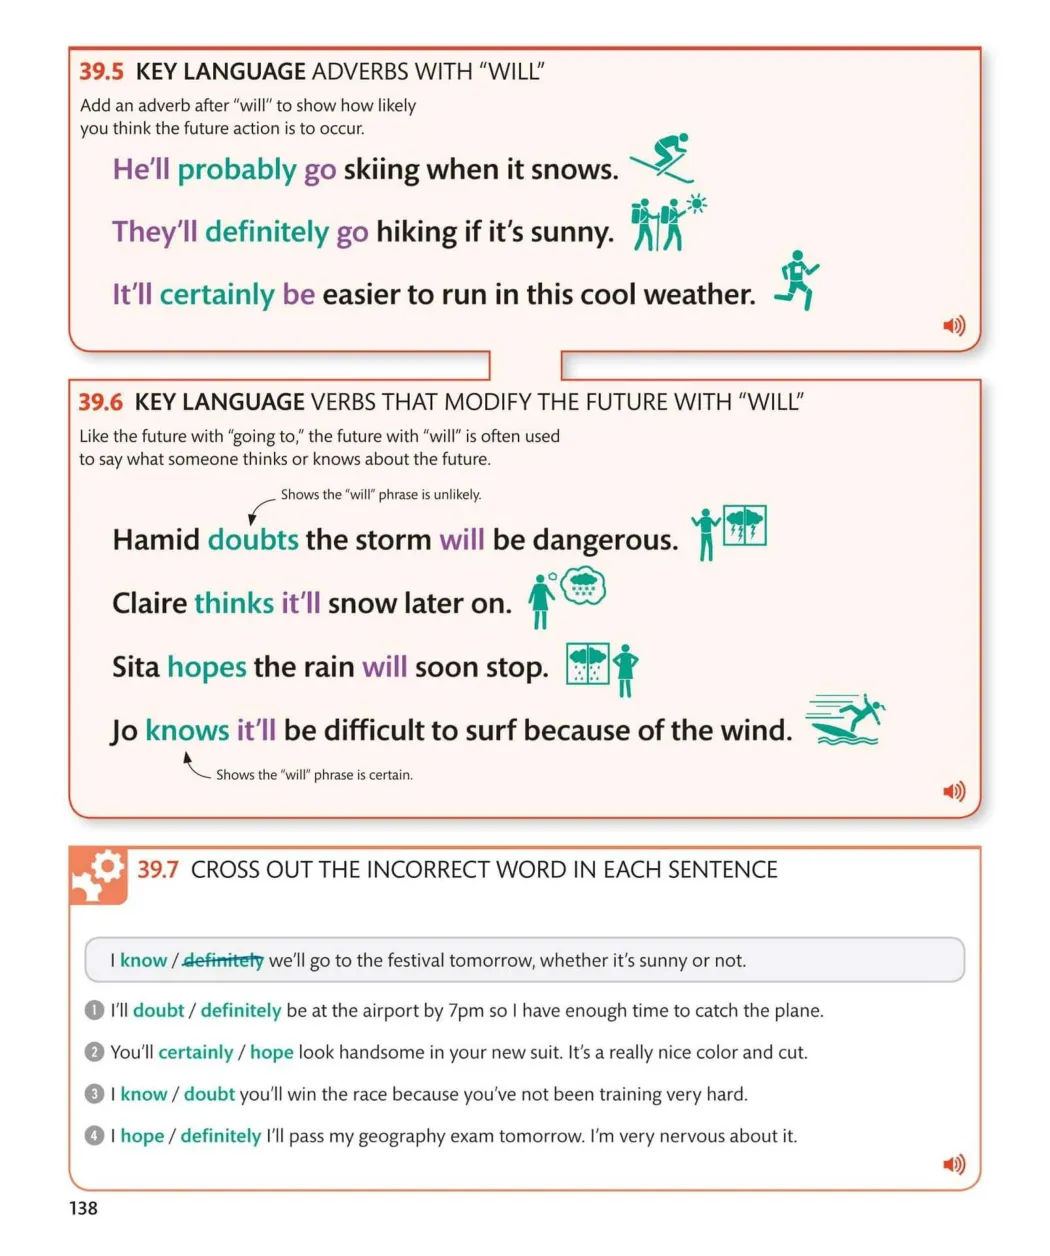 39.5 KEY LANGUAGE ADVERBS WITH “WILL”
Add an adverb after “will” to show how likely
you think the future action is to occur.
He’ll probably go skiing when it snows.
They’ll definitely go hiking if it’s sunny.
It’ll certainly be easier to run in this cool weather.
39.6 KEY LANGUAGE VERBS THAT MODIFY THE FUTURE WITH “WILL”
Like the future with “going to,” the future with “will” is often used
to say what someone thinks or knows about the future.
Shows the “will” phrase is unlikely.
Hamid doubts the storm will be dangerous.
Claire thinks it’ll snow later on.
Sita hopes the rain will soon stop.
Jo knows it’ll be difficult to surf because of the wind.
Shows the “will” phrase is certain.
39.7 CROSS OUT THE INCORRECT WORD IN EACH SENTENCE
I know / definitely we’ll go to the festival tomorrow, whether it’s sunny or not.
1 I’ll doubt / definitely be at the airport by 7pm so I have enough time to catch the plane.
2 You’ll certainly / hope look handsome in your new suit. It’s a really nice color and cut.
3 I know / doubt you’ll win the race because you’ve not been training very hard.
4 I hope / definitely I’ll pass my geography exam tomorrow. I’m very nervous about it.
138